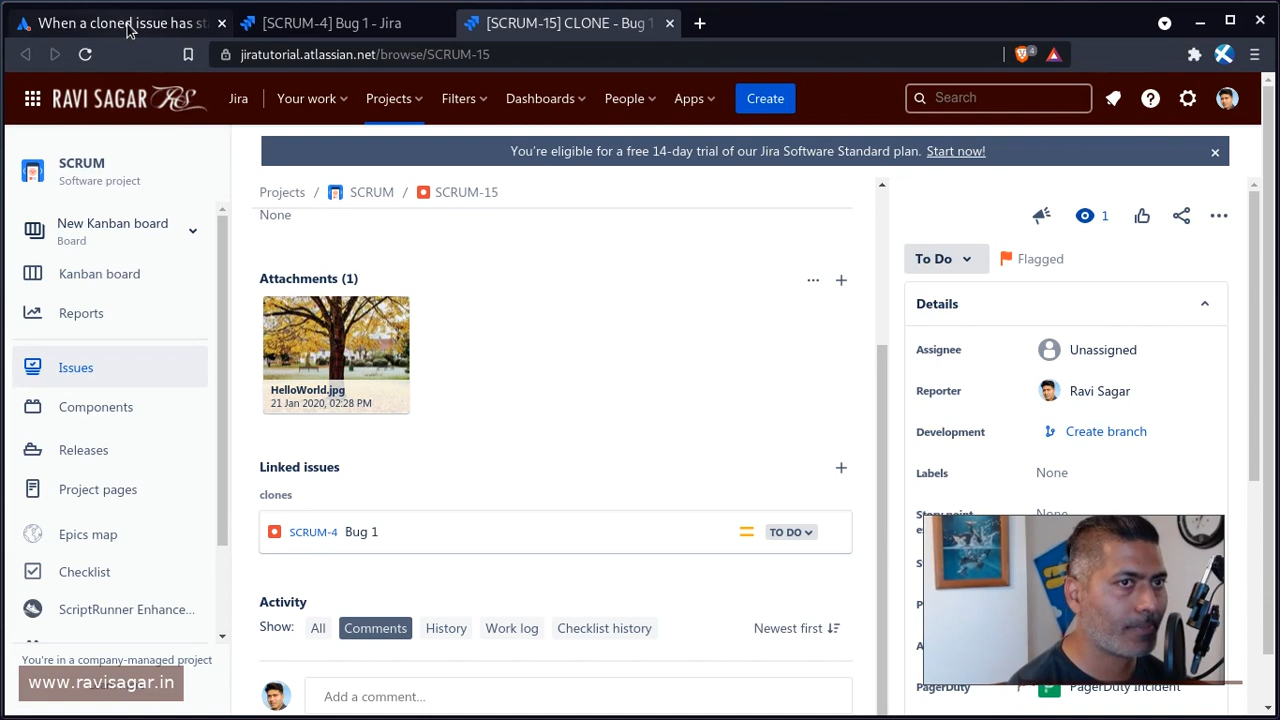 When a cloned issue has st
[SCRUM-4] Bug 1 - Jira
[SCRUM-15] CLONE - Bug 1
jiratutorial.atlassian.net/browse/SCRUM-15
4
RAVI SAGAR RS
Jira
Your work
Projects
Filters
Dashboards
People
Apps
Create
Search
SCRUM
Software project
New Kanban board
Board
Kanban board
Reports
Issues
Components
Releases
Project pages
Epics map
Checklist
ScriptRunner Enhance...
You're in a company-managed project
www.ravisagar.in
You're eligible for a free 14-day trial of our Jira Software Standard plan. Start now!
Projects / SCRUM / SCRUM-15
None
Attachments (1)
HelloWorld.jpg
21 Jan 2020, 02:28 PM
Linked issues
clones
SCRUM-4 Bug 1
TO DO
Activity
Show: All Comments History Work log Checklist history
Newest first
Add a comment...
1
To Do
Flagged
Details
Assignee Unassigned
Reporter Ravi Sagar
Development Create branch
Labels None
Story point None
PagerDuty PagerDuty Incident